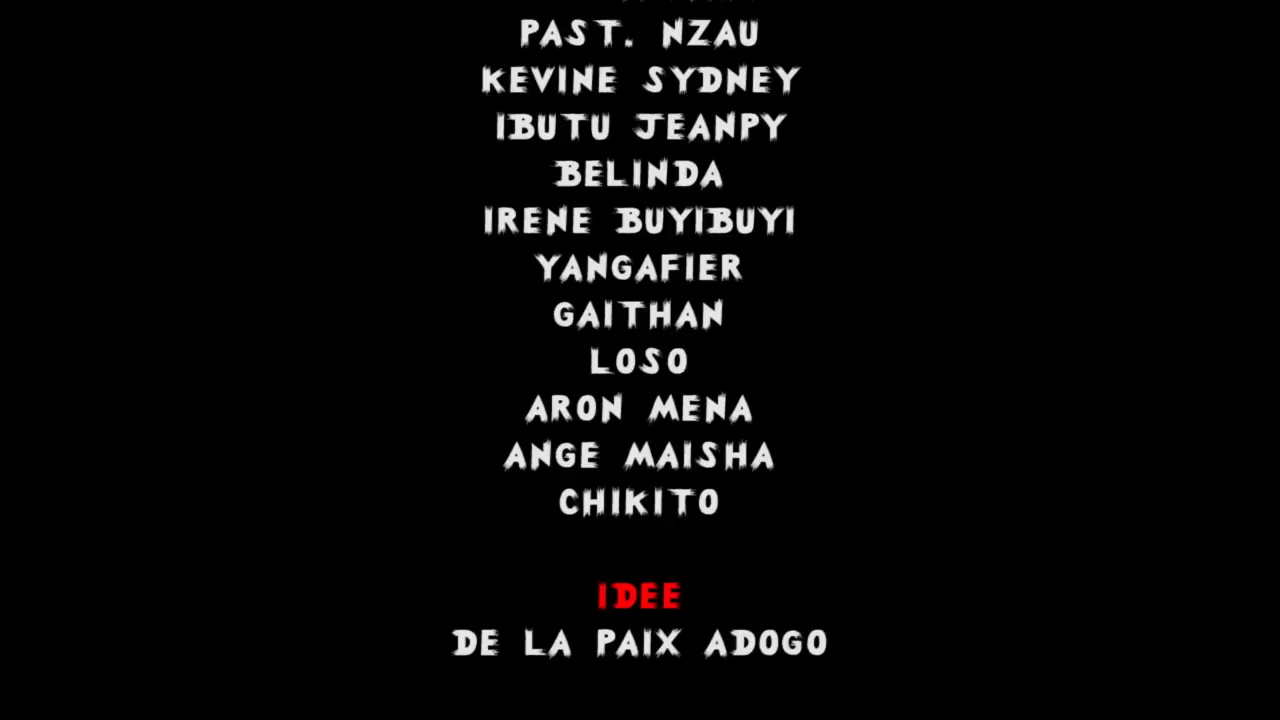 PAST. NZAU
KEVINE SYDNEY
IBUTU JEANPY
BELINDA
IRENE BUYIBUYI
YANGAFIER
GAITHAN
LOSO
ARON MENA
ANGE MAISHA
CHIKITO
IDEE
DE LA PAIX ADOGO